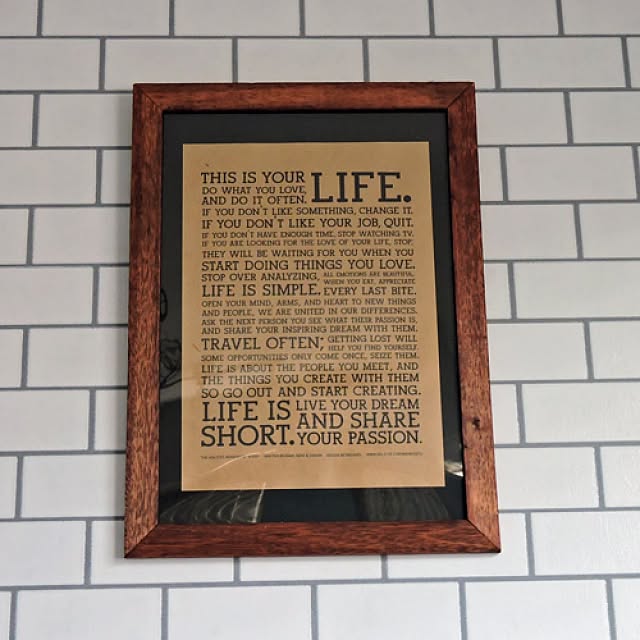 THIS IS YOUR LIFE.
DO WHAT YOU LOVE,
AND DO IT OFTEN.
IF YOU DON'T LIKE SOMETHING, CHANGE IT.
IF YOU DON'T LIKE YOUR JOB, QUIT.
IF YOU DON'T HAVE ENOUGH TIME, STOP WATCHING TV.
IF YOU ARE LOOKING FOR THE LOVE OF YOUR LIFE, STOP;
THEY WILL BE WAITING FOR YOU WHEN YOU
START DOING THINGS YOU LOVE.
STOP OVER ANALYZING, ALL EMOTIONS ARE BEAUTIFUL.
WHEN YOU EAT, APPRECIATE
LIFE IS SIMPLE. EVERY LAST BITE.
OPEN YOUR MIND, ARMS, AND HEART TO NEW THINGS
AND PEOPLE, WE ARE UNITED IN OUR DIFFERENCES.
ASK THE NEXT PERSON YOU SEE WHAT THEIR PASSION IS,
AND SHARE YOUR INSPIRING DREAM WITH THEM.
TRAVEL OFTEN; GETTING LOST WILL
HELP YOU FIND YOURSELF.
SOME OPPORTUNITIES ONLY COME ONCE, SEIZE THEM.
LIFE IS ABOUT THE PEOPLE YOU MEET, AND
THE THINGS YOU CREATE WITH THEM
SO GO OUT AND START CREATING.
LIFE IS SHORT.
LIVE YOUR DREAM
AND SHARE
YOUR PASSION.